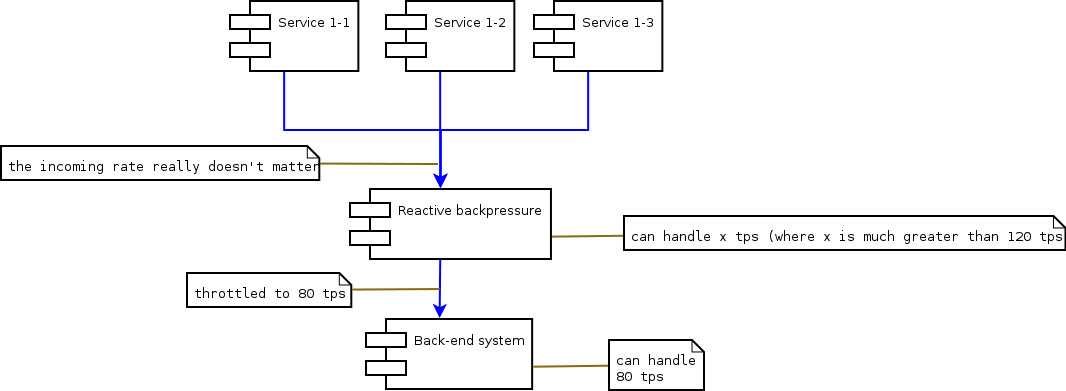 Service 1-1
Service 1-2
Service 1-3
the incoming rate really doesn't matter
Reactive backpressure
can handle x tps (where x is much greater than 120 tps
throttled to 80 tps
Back-end system
can handle
80 tps